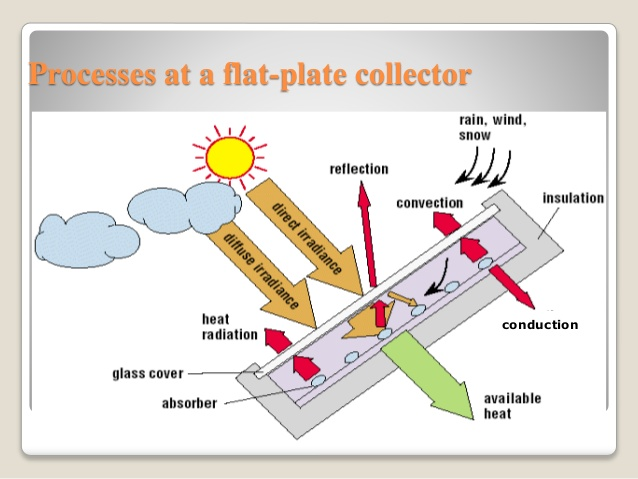 Processes at a flat-plate collector
rain, wind,
snow
reflection
convection
insulation
direct irradiance
diffuse irradiance
heat
radiation
conduction
glass cover
absorber
available
heat